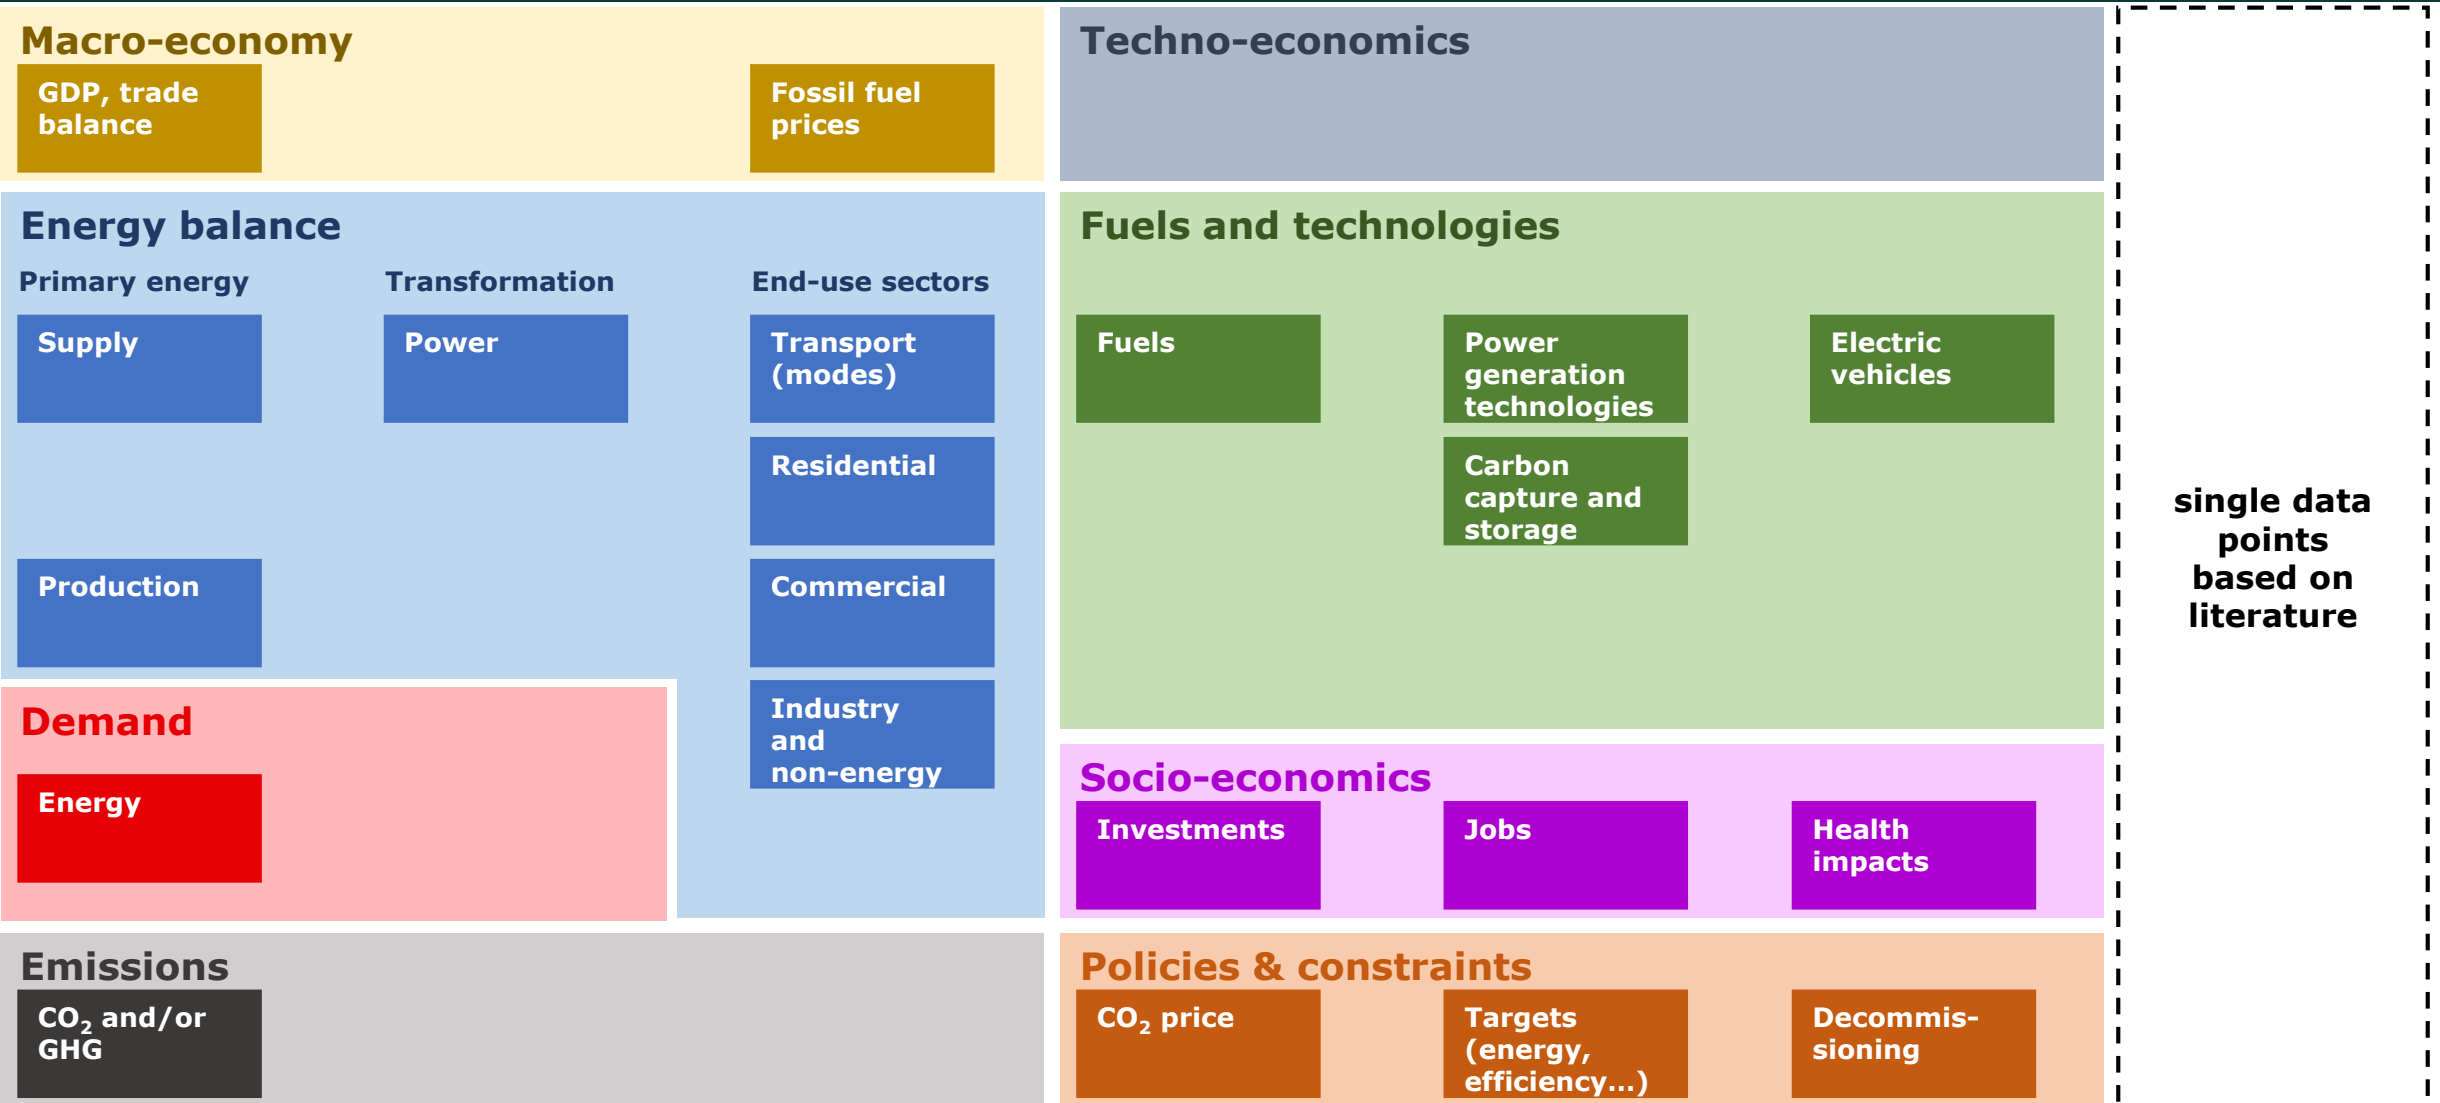 Macro-economy
GDP, trade
balance
Fossil fuel
prices
Techno-economics
Energy balance
Primary energy
Transformation
End-use sectors
Supply
Power
Transport
(modes)
Residential
Production
Commercial
Industry
and
non-energy
Demand
Energy
Fuels and technologies
Fuels
Power
generation
technologies
Electric
vehicles
Carbon
capture and
storage
Socio-economics
Investments
Jobs
Health
impacts
Emissions
CO₂ and/or
GHG
Policies & constraints
CO₂ price
Targets
(energy,
efficiency…)
Decommis-
sioning
single data
points
based on
literature